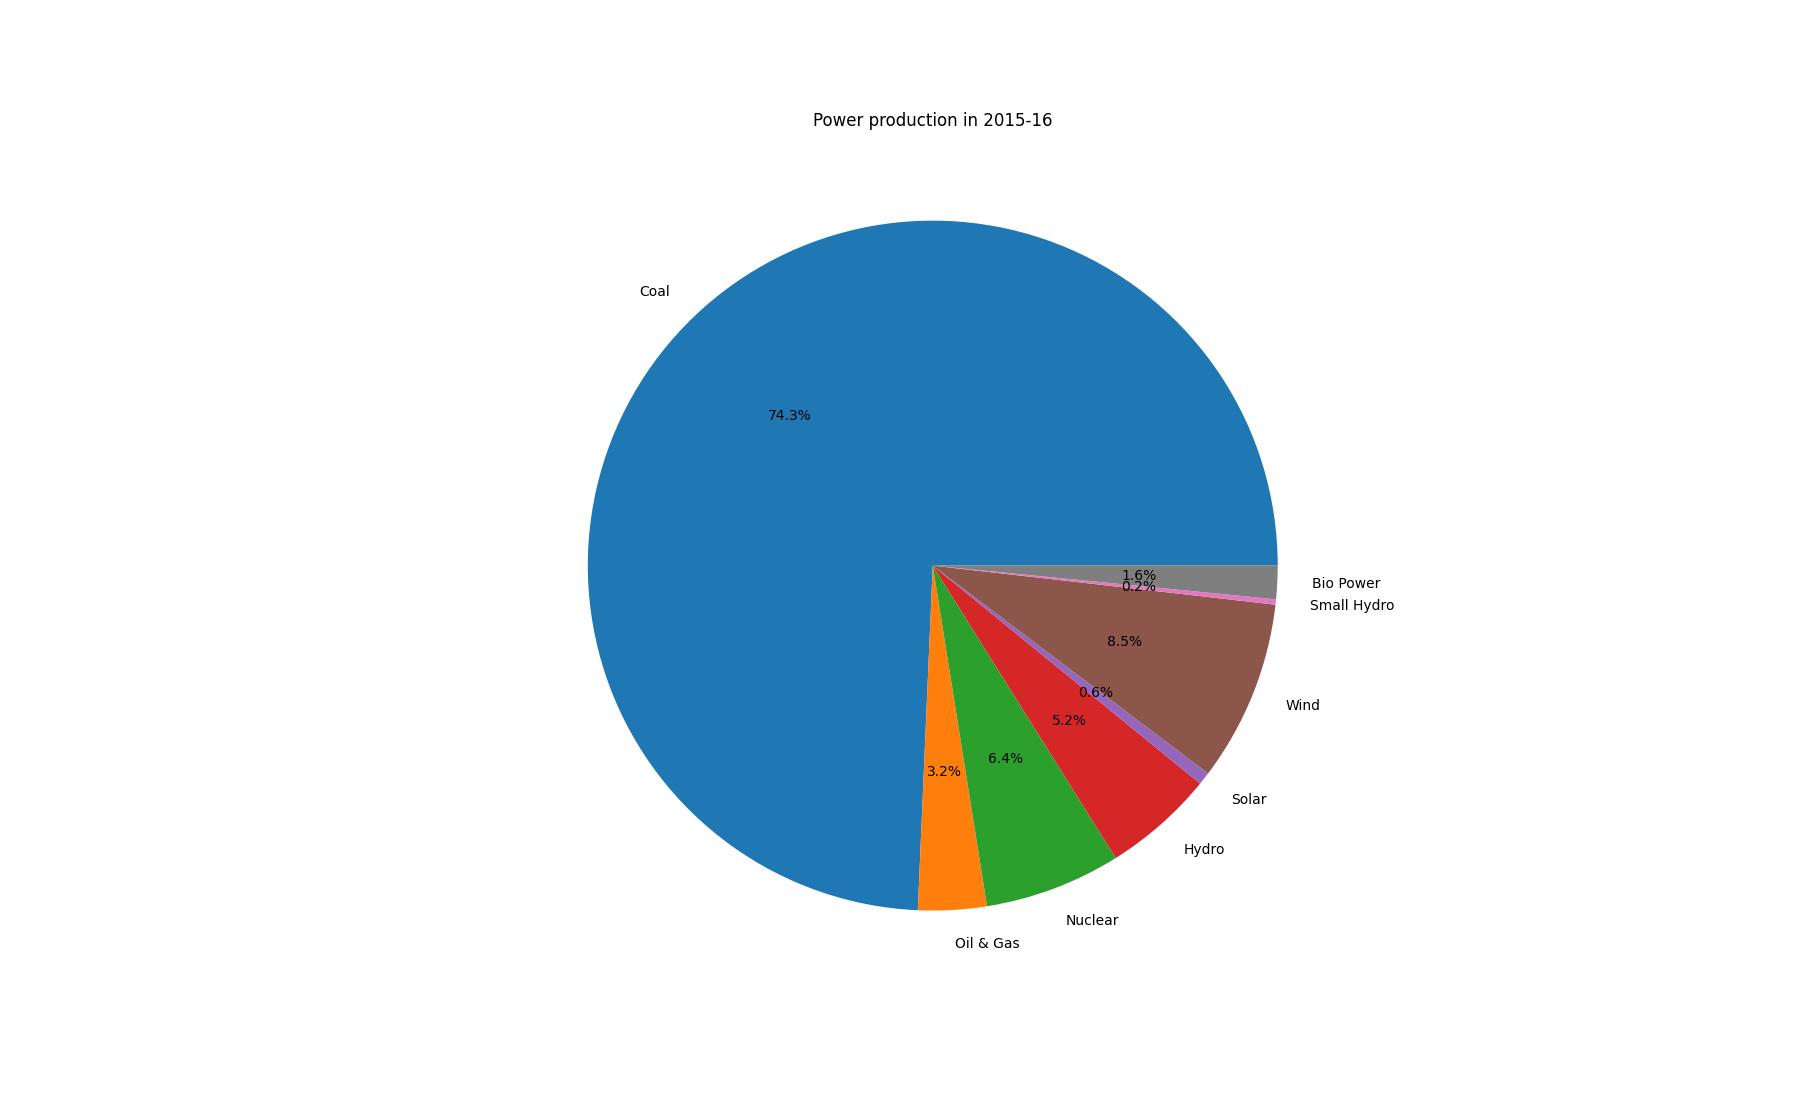 Power production in 2015-16
Coal
74.3%
1.6%
Bio Power
0.2%
Small Hydro
8.5%
Wind
0.6%
Solar
5.2%
Hydro
6.4%
Nuclear
3.2%
Oil & Gas